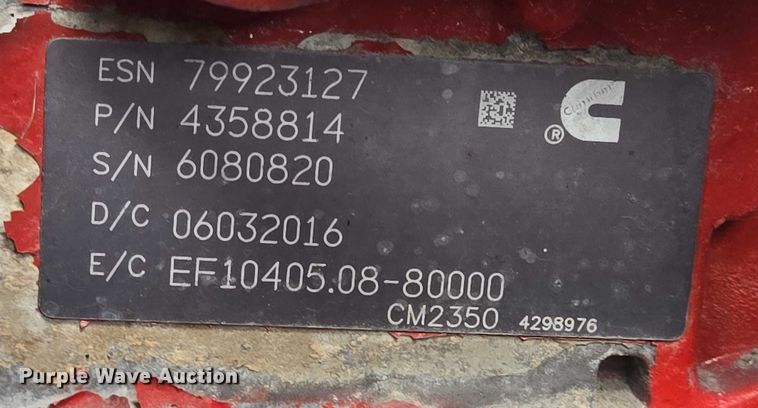 ESN 79923127
P/N 4358814
Cummins
®
S/N 6080820
D/C 06032016
E/C EF10405.08-80000
CM2350 4298976
Purple Wave Auction